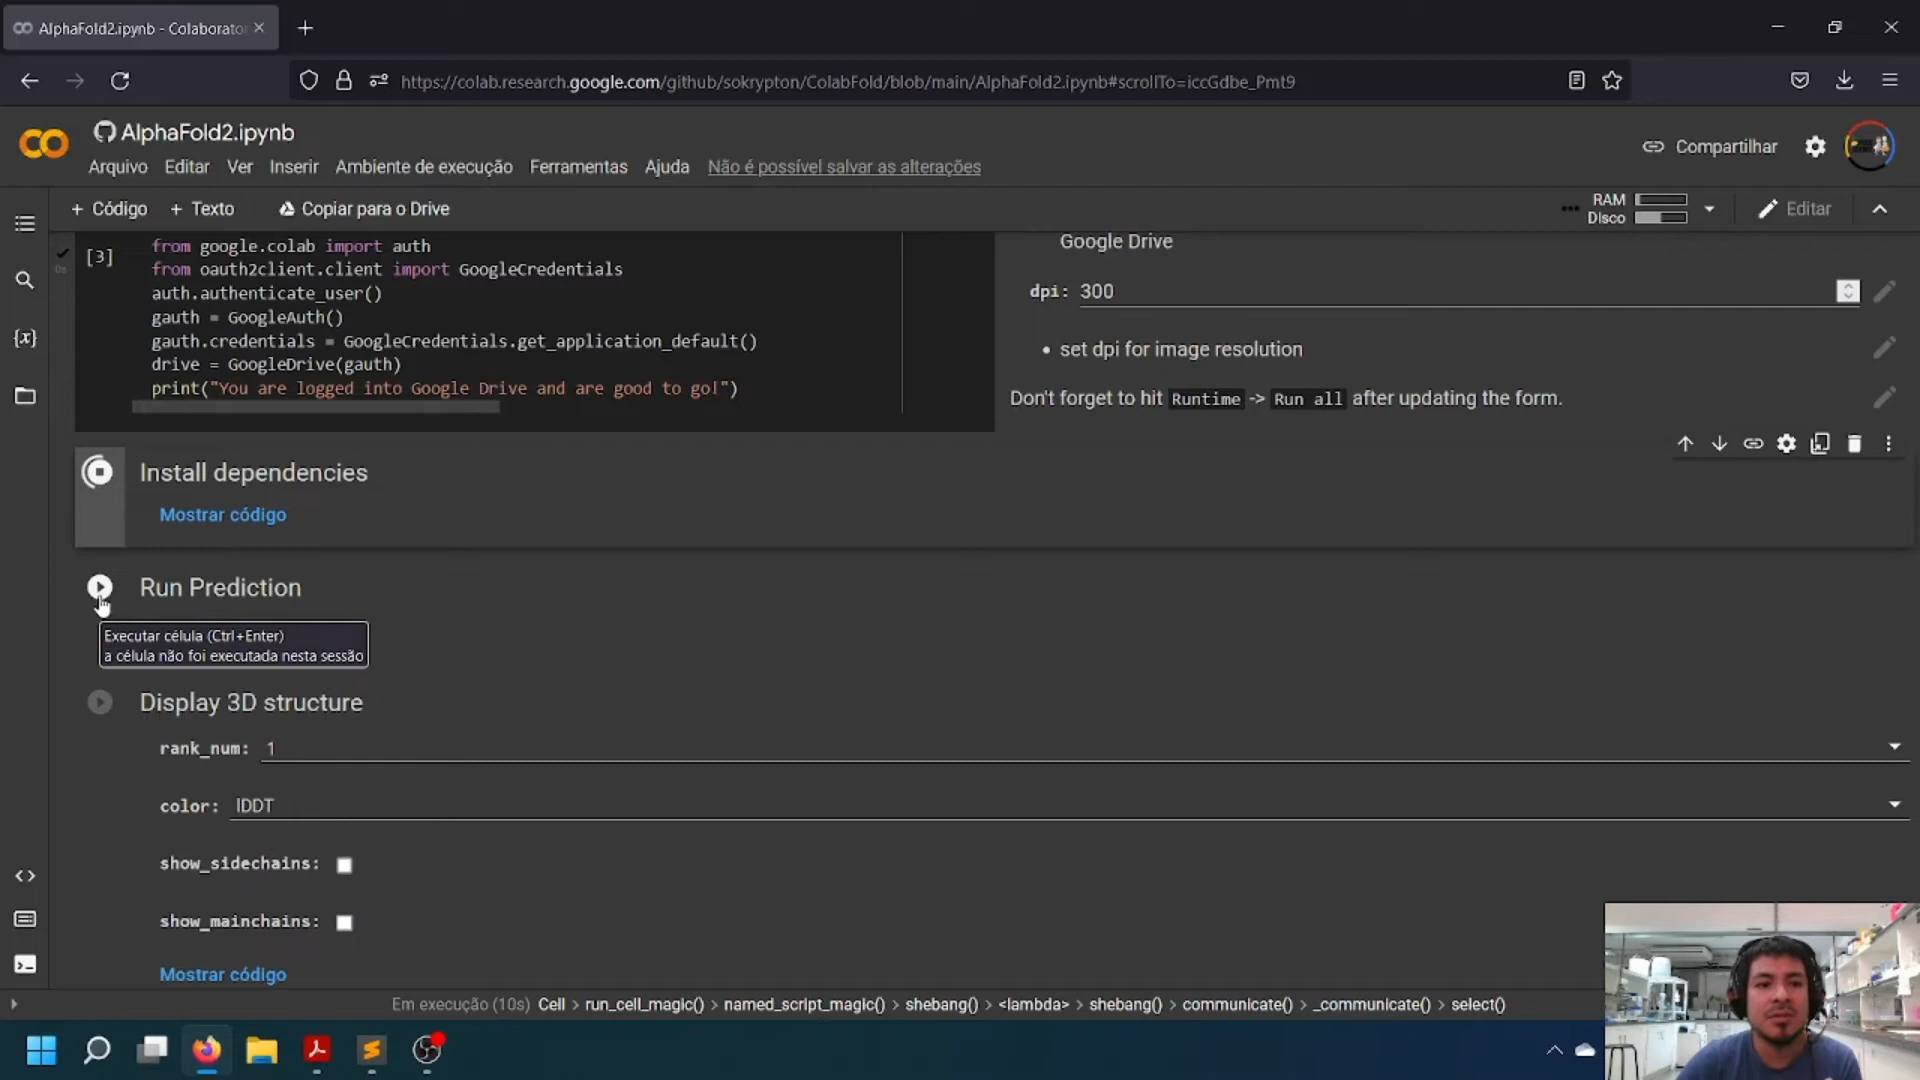 AlphaFold2.ipynb - Colaborator
https://colab.research.google.com/github/sokrypton/ColabFold/blob/main/AlphaFold2.ipynb#scrollTo=iccGdbe_Pmt9
AlphaFold2.ipynb
Compartilhar
Arquivo Editar Ver Inserir Ambiente de execução Ferramentas Ajuda Não é possível salvar as alterações
+ Código + Texto Copiar para o Drive
RAM
Disco
Editar
[3]
0s
from google.colab import auth
from oauth2client.client import GoogleCredentials
auth.authenticate_user()
gauth = GoogleAuth()
gauth.credentials = GoogleCredentials.get_application_default()
drive = GoogleDrive(gauth)
print("You are logged into Google Drive and are good to go!")
Google Drive
dpi: 300
• set dpi for image resolution
Don't forget to hit Runtime -> Run all after updating the form.
Install dependencies
Mostrar código
Run Prediction
Executar célula (Ctrl+Enter)
a célula não foi executada nesta sessão
Display 3D structure
rank_num: 1
color: lDDT
show_sidechains:
show_mainchains:
Mostrar código
Em execução (10s) Cell > run_cell_magic() > named_script_magic() > shebang() > <lambda> > shebang() > communicate() > _communicate() > select()